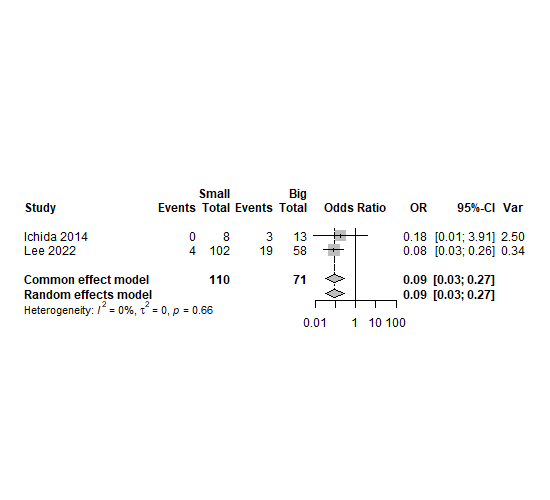 Small Big
Study Events Total Events Total Odds Ratio OR 95%-CI Var
Ichida 2014 0 8 3 13 0.18 [0.01; 3.91] 2.50
Lee 2022 4 102 19 58 0.08 [0.03; 0.26] 0.34
Common effect model 110 71 0.09 [0.03; 0.27]
Random effects model 0.09 [0.03; 0.27]
Heterogeneity: I² = 0%, τ² = 0, p = 0.66
0.01 1 10 100